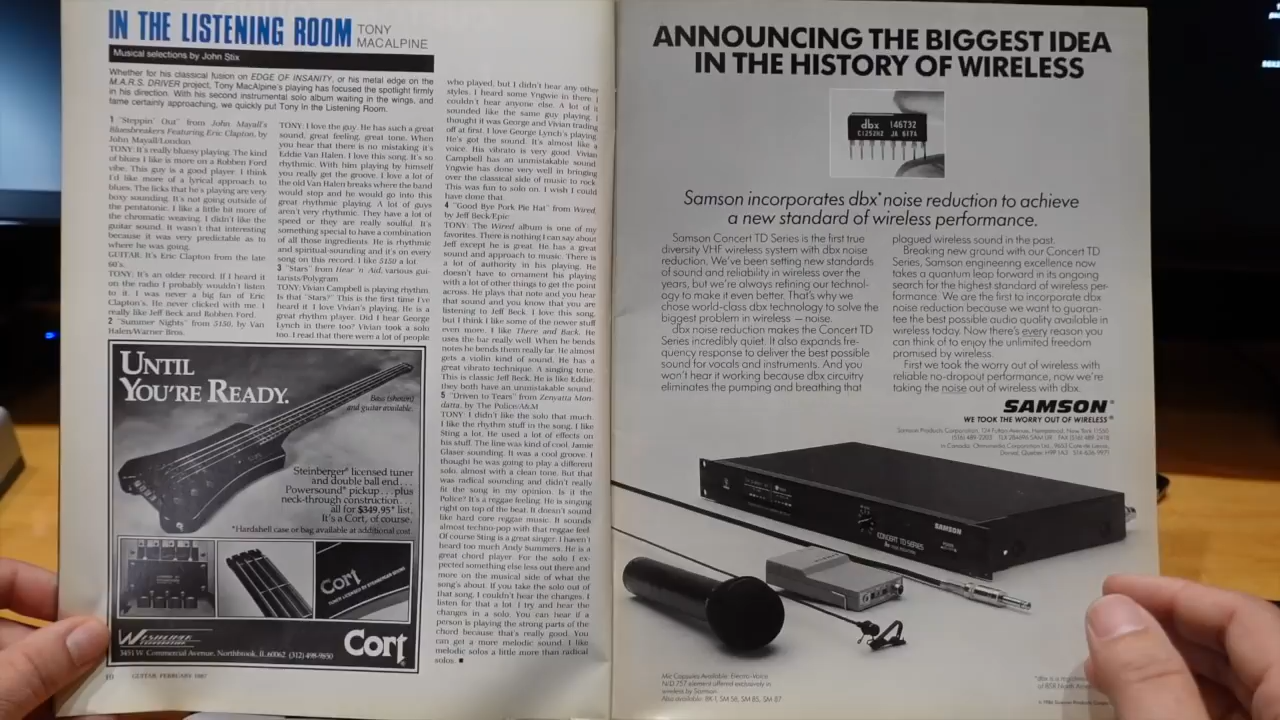 IN THE LISTENING ROOM TONY
MACALPINE
Musical selections by John Stix
Whether for his classical fusion on EDGE OF INSANITY, or his metal edge on the
M.A.R.S. DRIVER project, Tony MacAlpine's playing has focused the spotlight firmly
in his direction. With his second instrumental solo album waiting in the wings, and
fame certainly approaching, we quickly put Tony In the Listening Room.
1 "Steppin' Out" from John Mayall's
Bluesbreakers Featuring Eric Clapton, by
John Mayall/London.
TONY: It's really bluesy playing. The kind
of blues I like is more on a Robben Ford
vibe. This guy is a good player. I think
I'd like more of a lyrical approach to
blues. The licks that he's playing are very
boxy sounding. It's not going outside of
the pentatonic. I like a little bit more of
the chromatic weaving. I didn't like the
guitar sound. It wasn't that interesting
because it was very predictable as to
where he was going.
GUITAR: It's Eric Clapton from the late
60's.
TONY: It's an older record. If I heard it
on the radio I probably wouldn't listen
to it. I was never a big fan of Eric
Clapton's. He never clicked with me. I
really like Jeff Beck and Robben Ford.
2 "Summer Nights" from 5150, by Van
Halen/Warner Bros.
TONY: I love the guy. He has such a great
sound, great feeling, great tone. When
you hear that there is no mistaking it's
Eddie Van Halen. I love this song. It's so
rhythmic. With him playing by himself
you really get the groove. I love a lot of
the old Van Halen breaks where the band
would stop and he would go into this
great rhythmic playing. A lot of guys
aren't very rhythmic. They have a lot of
speed or they are really soulful. It's
something special to have a combination
of all those ingredients. He is rhythmic
and spiritual sounding and it's on every
song on this record. I like 5150 a lot.
3 "Stars" from Hear 'n' Aid, various gui-
tarists/Polygram
TONY: Vivian Campbell is playing rhythm.
Is that "Stars?" This is the first time I've
heard it. I love Vivian's playing. He is a
great rhythm player. Did I hear George
Lynch in there too? Vivian took a solo
too. I read that there were a lot of people
who played, but I didn't hear any other
styles. I heard some Yngwie in there. I
couldn't hear anyone else. A lot of it
sounded like the same guy playing. I
thought it was George and Vivian trading
off at first. I love George Lynch's playing.
He's got the sound. It's almost like a
voice. His vibrato is very good. Vivian
Campbell has an unmistakable sound.
Yngwie has done very well in bringing
over the classical side of music to rock.
This was fun to solo on. I wish I could
have done that.
4 "Good Bye Pork Pie Hat" from Wired,
by Jeff Beck/Epic
TONY: The Wired album is one of my
favorites. There is nothing I can say about
Jeff except he is great. He has a great
sound and approach to music. There is
a lot of authority in his playing. He
doesn't have to ornament his playing
with a lot of other things to get the point
across. He plays that note and you hear
that sound and you know that you are
listening to Jeff Beck. I love this song,
but I think I like some of the newer stuff
even more. I like There and Back. He
uses the bar really well. When he bends
notes he bends them really far. He almost
gets a violin kind of sound. He has a
great vibrato technique. A singing tone.
This is classic Jeff Beck. He is like Eddie;
they both have an unmistakable sound.
5 "Driven to Tears" from Zenyatta Mon-
datta, by The Police/A&M
TONY: I didn't like the solo that much.
I like the rhythm stuff in the song. I like
Sting a lot. He used a lot of effects on
his stuff. The line was kind of cool. Jamie
Glaser sounding. It was a cool groove. I
thought he was going to play a different
solo, almost with a clean tone. But that
was radical sounding and didn't really
fit the song in my opinion. Is it the
Police? It's a reggae feeling. He is singing
right on top of the beat. It doesn't sound
like hard core reggae music. It sounds
almost techno-pop with that reggae feel.
Of course Sting is a great singer. I haven't
heard too much Andy Summers. He is a
great chord player. For the solo I ex-
pected something else less out there and
more on the musical side of what the
song's about. If you take the solo out of
that song, I couldn't hear the changes. I
listen for that a lot. I try and hear the
changes in a solo. You can hear if a
person is playing the strong parts of the
chord because that's really good. You
can get a more melodic sound. I like
melodic solos a little more than radical
solos. ■
UNTIL
YOU'RE READY.
Bass (shown)
and guitar available.
Steinberger® licensed tuner
and double ball end...
Powersound® pickup... plus
neck-through construction...
all for $349.95* list.
It's a Cort, of course.
*Hardshell case or bag available at additional cost
Cort
Cort
3451 W. Commercial Avenue, Northbrook, IL 60062 (312) 498-9850
10 GUITAR, FEBRUARY 1987
ANNOUNCING THE BIGGEST IDEA
IN THE HISTORY OF WIRELESS
dbx 146732
Samson incorporates dbx® noise reduction to achieve
a new standard of wireless performance.
Samson Concert TD Series is the first true
diversity VHF wireless system with dbx noise
reduction. We've been setting new standards
of sound and reliability in wireless over the
years, but we're always refining our technol-
ogy to make it even better. That's why we
chose world-class dbx technology to solve the
biggest problem in wireless — noise.
dbx noise reduction makes the Concert TD
Series incredibly quiet. It also expands fre-
quency response to deliver the best possible
sound for vocals and instruments. And you
won't hear it working because dbx circuitry
eliminates the pumping and breathing that
plagued wireless sound in the past.
Breaking new ground with our Concert TD
Series, Samson engineering excellence now
takes a quantum leap forward in its ongoing
search for the highest standard of wireless per-
formance. We are the first to incorporate dbx
noise reduction because we want to guaran-
tee the best possible audio quality available in
wireless today. Now there's every reason you
can think of to enjoy the unlimited freedom
promised by wireless.
First we took the worry out of wireless with
reliable no-dropout performance, now we're
taking the noise out of wireless with dbx.
SAMSON®
WE TOOK THE WORRY OUT OF WIRELESS.®
Samson Products Corporation, 124 Fulton Avenue, Hempstead, New York 11550
SAMSON
CONCERT TD SERIES
Mic Capsules Available: Electro-Voice
N/D 757 element offered exclusively in
wireless by Samson.
Also available: BK 1, SM 58, SM 85, SM 87